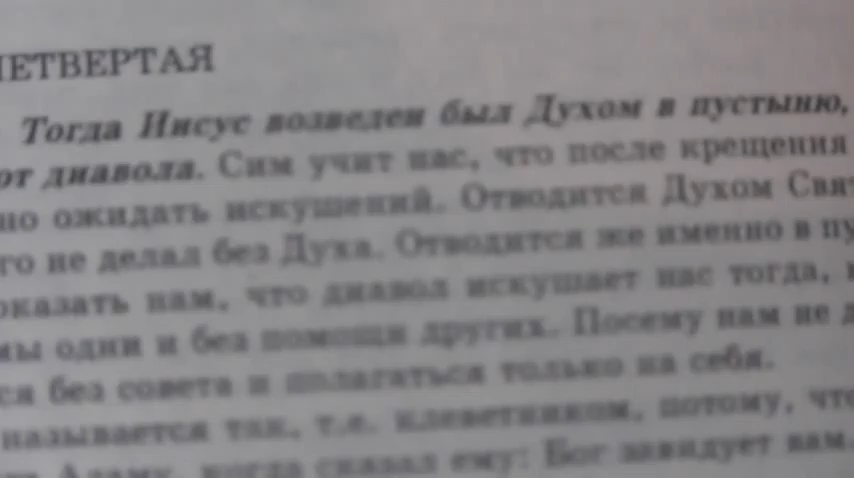 ЧЕТВЕРТАЯ
Тогда Иисус возведен был Духом в пустыню,
от диавола. Сим учит нас, что после крещения
но ожидать искушений. Отводится Духом Свят
го не делал без Духа. Отводится же именно в пу
оказать нам, что диавол искушает нас тогда, к
мы одни и без помощи других. Посему нам не д
ся без совета и полагаться только на себя.
называется так, т.е. клеветником, потому, что
Адаму, когда сказал ему: Бог завидует вам.